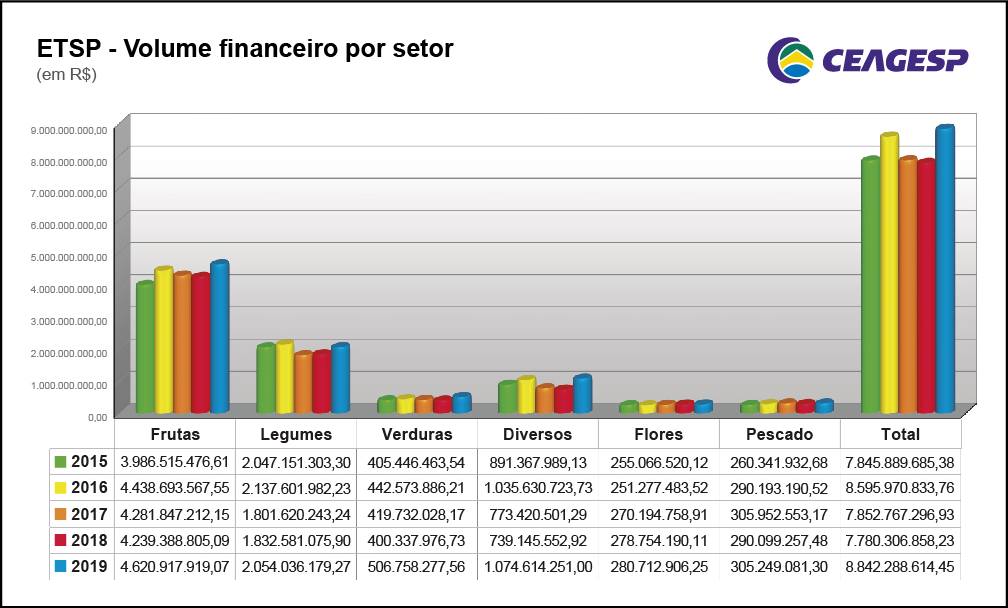 ETSP - Volume financeiro por setor
(em R$)
CEAGESP
9.000.000.000,00
8.000.000.000,00
7.000.000.000,00
6.000.000.000,00
5.000.000.000,00
4.000.000.000,00
3.000.000.000,00
2.000.000.000,00
1.000.000.000,00
0,00
Frutas Legumes Verduras Diversos Flores Pescado Total
2015 3.986.515.476,61 2.047.151.303,30 405.446.463,54 891.367.989,13 255.066.520,12 260.341.932,68 7.845.889.685,38
2016 4.438.693.567,55 2.137.601.982,23 442.573.886,21 1.035.630.723,73 251.277.483,52 290.193.190,52 8.595.970.833,76
2017 4.281.847.212,15 1.801.620.243,24 419.732.028,17 773.420.501,29 270.194.758,91 305.952.553,17 7.852.767.296,93
2018 4.239.388.805,09 1.832.581.075,90 400.337.976,73 739.145.552,92 278.754.190,11 290.099.257,48 7.780.306.858,23
2019 4.620.917.919,07 2.054.036.179,27 506.758.277,56 1.074.614.251,00 280.712.906,25 305.249.081,30 8.842.288.614,45